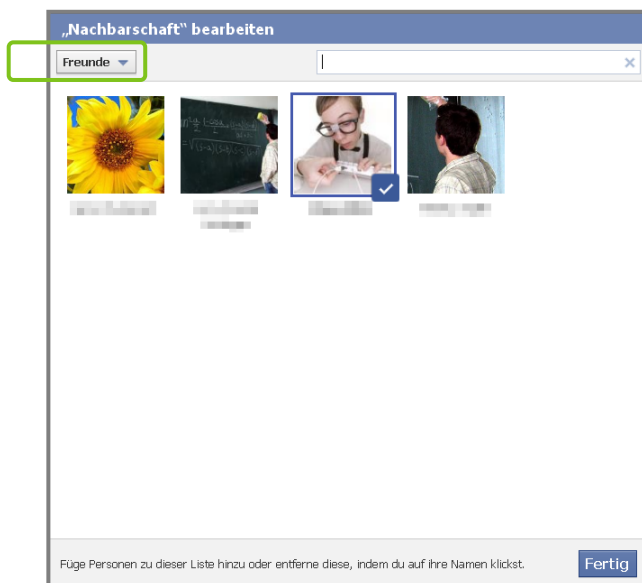 „Nachbarschaft“ bearbeiten
Freunde
Füge Personen zu dieser Liste hinzu oder entferne diese, indem du auf ihre Namen klickst.
Fertig